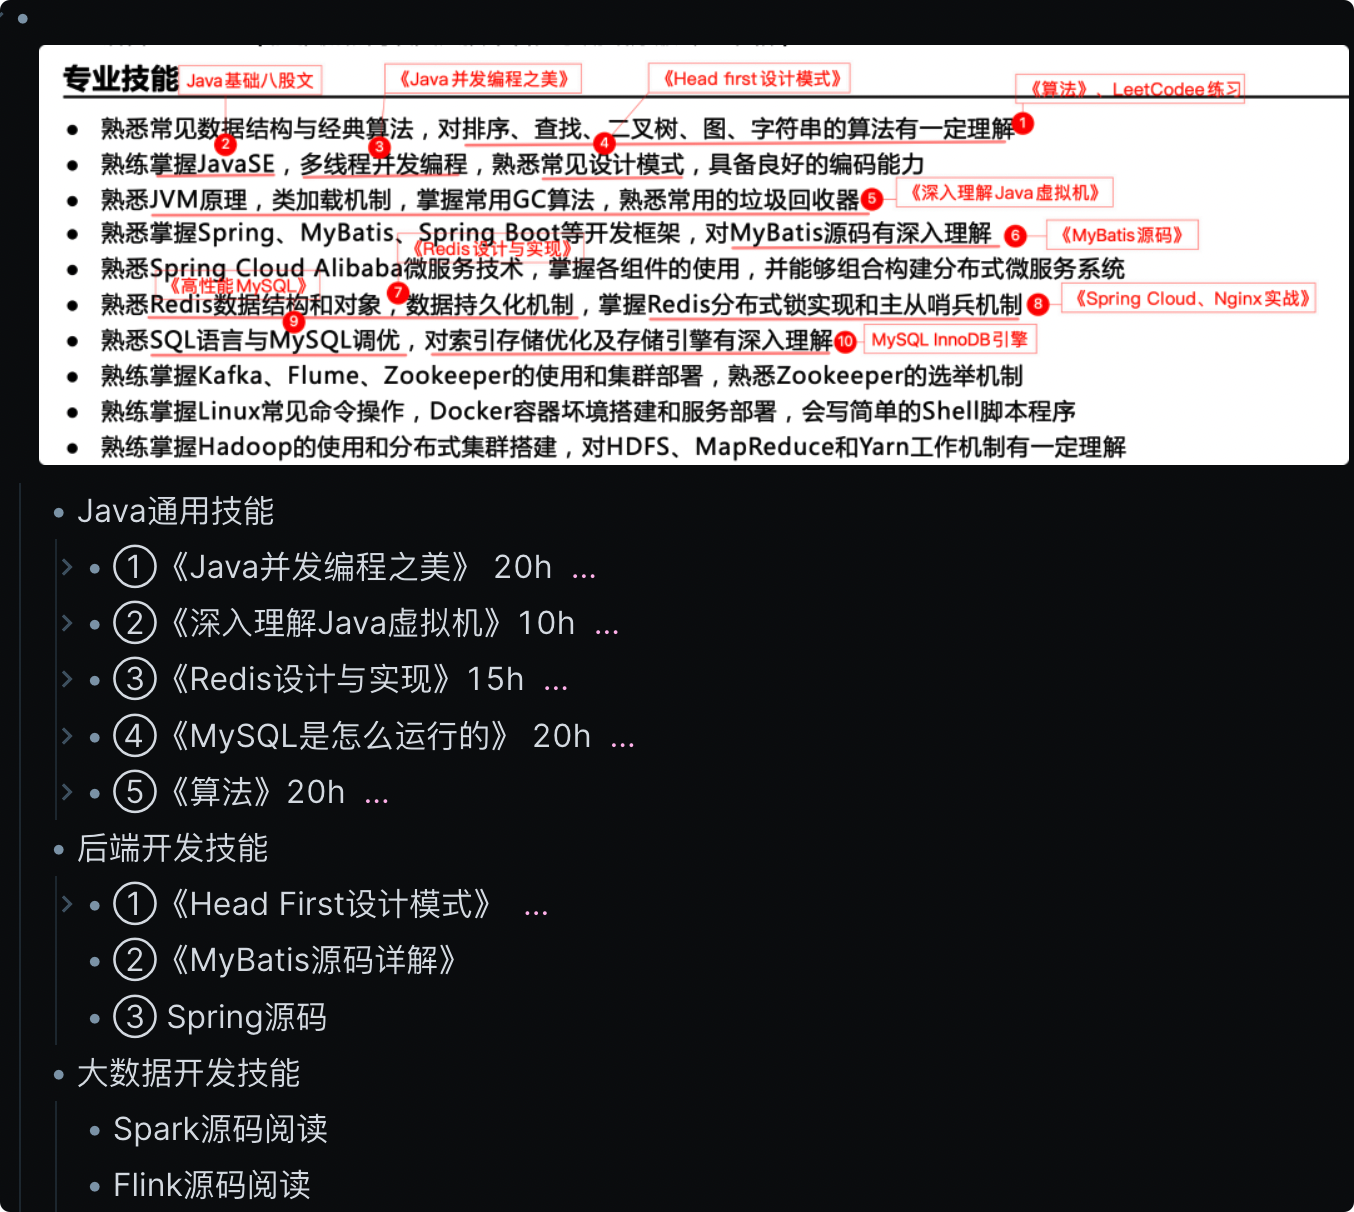 专业技能
Java基础八股文
《Java并发编程之美》
《Head first设计模式》
《算法》、LeetCodee练习
1
● 熟悉常见数据结构与经典算法，对排序、查找、二叉树、图、字符串的算法有一定理解
2
3
4
● 熟练掌握JavaSE，多线程并发编程，熟悉常见设计模式，具备良好的编码能力
● 熟悉JVM原理，类加载机制，掌握常用GC算法，熟悉常用的垃圾回收器
5
《深入理解Java虚拟机》
● 熟悉掌握Spring、MyBatis、Spring Boot等开发框架，对MyBatis源码有深入理解
6
《MyBatis源码》
《Redis设计与实现》
● 熟悉Spring Cloud Alibaba微服务技术，掌握各组件的使用，并能够组合构建分布式微服务系统
《高性能MySQL》
7
● 熟悉Redis数据结构和对象，数据持久化机制，掌握Redis分布式锁实现和主从哨兵机制
8
《Spring Cloud、Nginx实战》
9
● 熟悉SQL语言与MySQL调优，对索引存储优化及存储引擎有深入理解
10
MySQL InnoDB引擎
● 熟练掌握Kafka、Flume、Zookeeper的使用和集群部署，熟悉Zookeeper的选举机制
● 熟练掌握Linux常见命令操作，Docker容器坏境搭建和服务部署，会写简单的Shell脚本程序
● 熟练掌握Hadoop的使用和分布式集群搭建，对HDFS、MapReduce和Yarn工作机制有一定理解
• Java通用技能
• ①《Java并发编程之美》 20h ...
• ②《深入理解Java虚拟机》10h ...
• ③《Redis设计与实现》15h ...
• ④《MySQL是怎么运行的》 20h ...
• ⑤《算法》20h ...
• 后端开发技能
• ①《Head First设计模式》 ...
• ②《MyBatis源码详解》
• ③ Spring源码
• 大数据开发技能
• Spark源码阅读
• Flink源码阅读